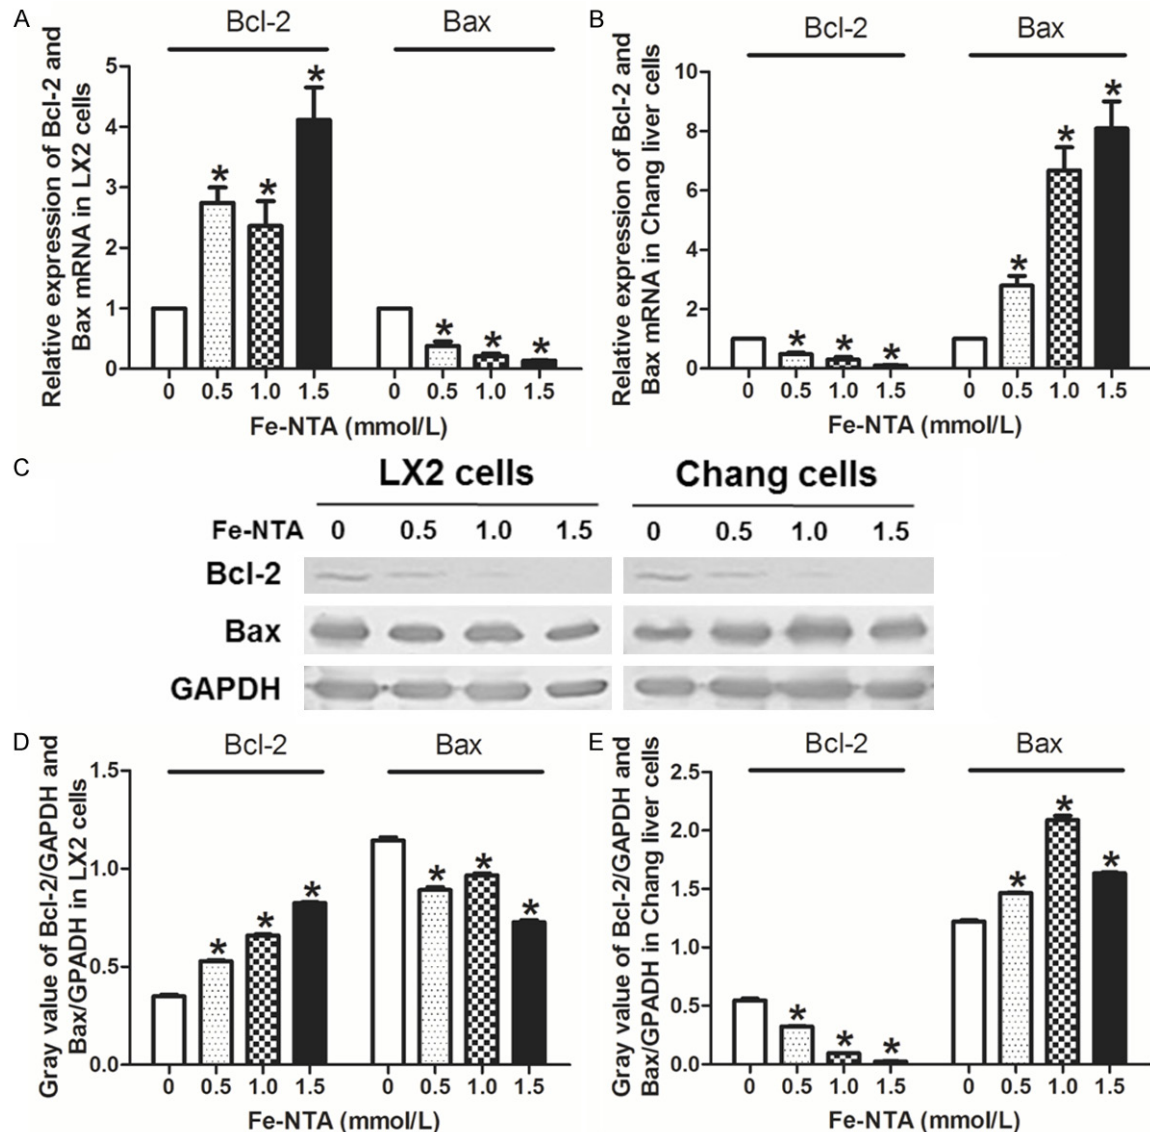 A
Bcl-2 Bax
Relative expression of Bcl-2 and
Bax mRNA in LX2 cells
5
4
3
2
1
0
* * * * * *
0 0.5 1.0 1.5 0 0.5 1.0 1.5
Fe-NTA (mmol/L)
B
Bcl-2 Bax
Relative expression of Bcl-2 and
Bax mRNA in Chang liver cells
10
8
6
4
2
0
* * * * * *
0 0.5 1.0 1.5 0 0.5 1.0 1.5
Fe-NTA (mmol/L)
C
LX2 cells Chang cells
Fe-NTA 0 0.5 1.0 1.5 0 0.5 1.0 1.5
Bcl-2
Bax
GAPDH
D
Bcl-2 Bax
Gray value of Bcl-2/GAPDH and
Bax/GPADH in LX2 cells
1.5
1.0
0.5
0.0
* * * * * *
0 0.5 1.0 1.5 0 0.5 1.0 1.5
Fe-NTA (mmol/L)
E
Bcl-2 Bax
Gray value of Bcl-2/GAPDH and
Bax/GPADH in Chang liver cells
2.5
2.0
1.5
1.0
0.5
0.0
* * * * * *
0 0.5 1.0 1.5 0 0.5 1.0 1.5
Fe-NTA (mmol/L)